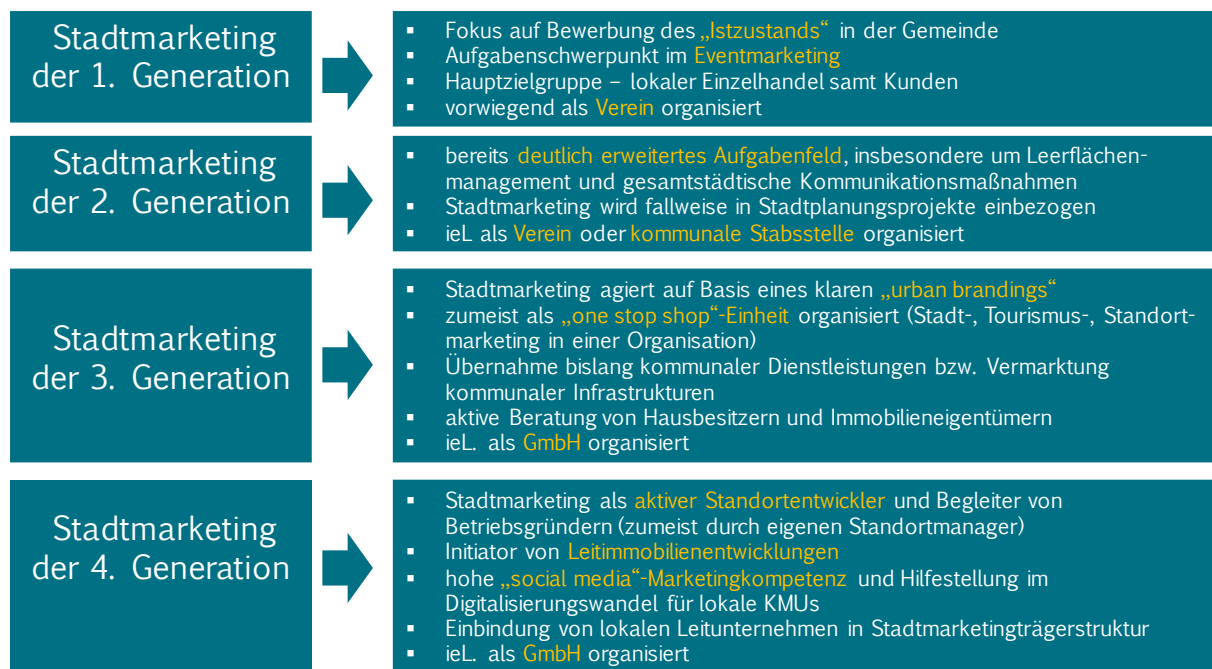 Stadtmarketing
der 1. Generation
▪ Fokus auf Bewerbung des „Istzustands“ in der Gemeinde
▪ Aufgabenschwerpunkt im Eventmarketing
▪ Hauptzielgruppe – lokaler Einzelhandel samt Kunden
▪ vorwiegend als Verein organisiert
Stadtmarketing
der 2. Generation
▪ bereits deutlich erweitertes Aufgabenfeld, insbesondere um Leerflächen-
management und gesamtstädtische Kommunikationsmaßnahmen
▪ Stadtmarketing wird fallweise in Stadtplanungsprojekte einbezogen
▪ ieL als Verein oder kommunale Stabsstelle organisiert
Stadtmarketing
der 3. Generation
▪ Stadtmarketing agiert auf Basis eines klaren „urban brandings“
▪ zumeist als „one stop shop“-Einheit organisiert (Stadt-, Tourismus-, Standort-
marketing in einer Organisation)
▪ Übernahme bislang kommunaler Dienstleistungen bzw. Vermarktung
kommunaler Infrastrukturen
▪ aktive Beratung von Hausbesitzern und Immobilieneigentümern
▪ ieL. als GmbH organisiert
Stadtmarketing
der 4. Generation
▪ Stadtmarketing als aktiver Standortentwickler und Begleiter von
Betriebsgründern (zumeist durch eigenen Standortmanager)
▪ Initiator von Leitimmobilienentwicklungen
▪ hohe „social media“-Marketingkompetenz und Hilfestellung im
Digitalisierungswandel für lokale KMUs
▪ Einbindung von lokalen Leitunternehmen in Stadtmarketingträgerstruktur
▪ ieL. als GmbH organisiert